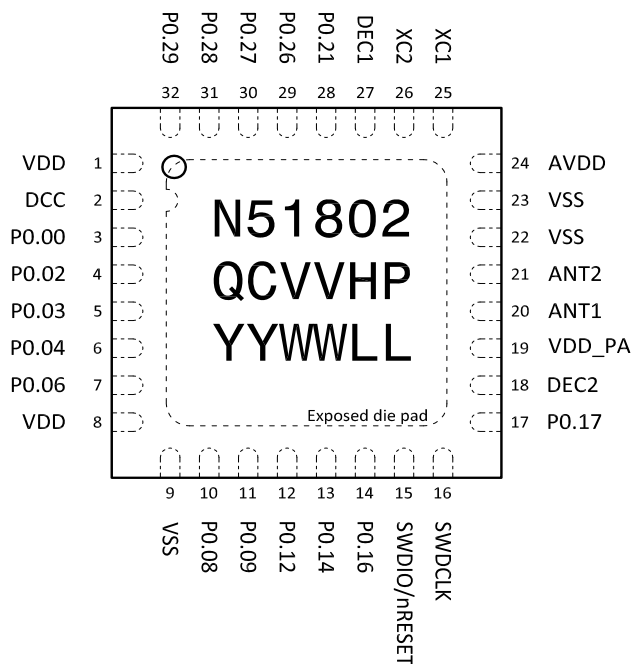 P0.29 P0.28 P0.27 P0.26 P0.21 DEC1 XC2 XC1
32 31 30 29 28 27 26 25
VDD 1
DCC 2
P0.00 3
P0.02 4
P0.03 5
P0.04 6
P0.06 7
VDD 8
N51802
QCVVHP
YYWWLL
Exposed die pad
24 AVDD
23 VSS
22 VSS
21 ANT2
20 ANT1
19 VDD_PA
18 DEC2
17 P0.17
9 10 11 12 13 14 15 16
VSS P0.08 P0.09 P0.12 P0.14 P0.16 SWDIO/nRESET SWDCLK